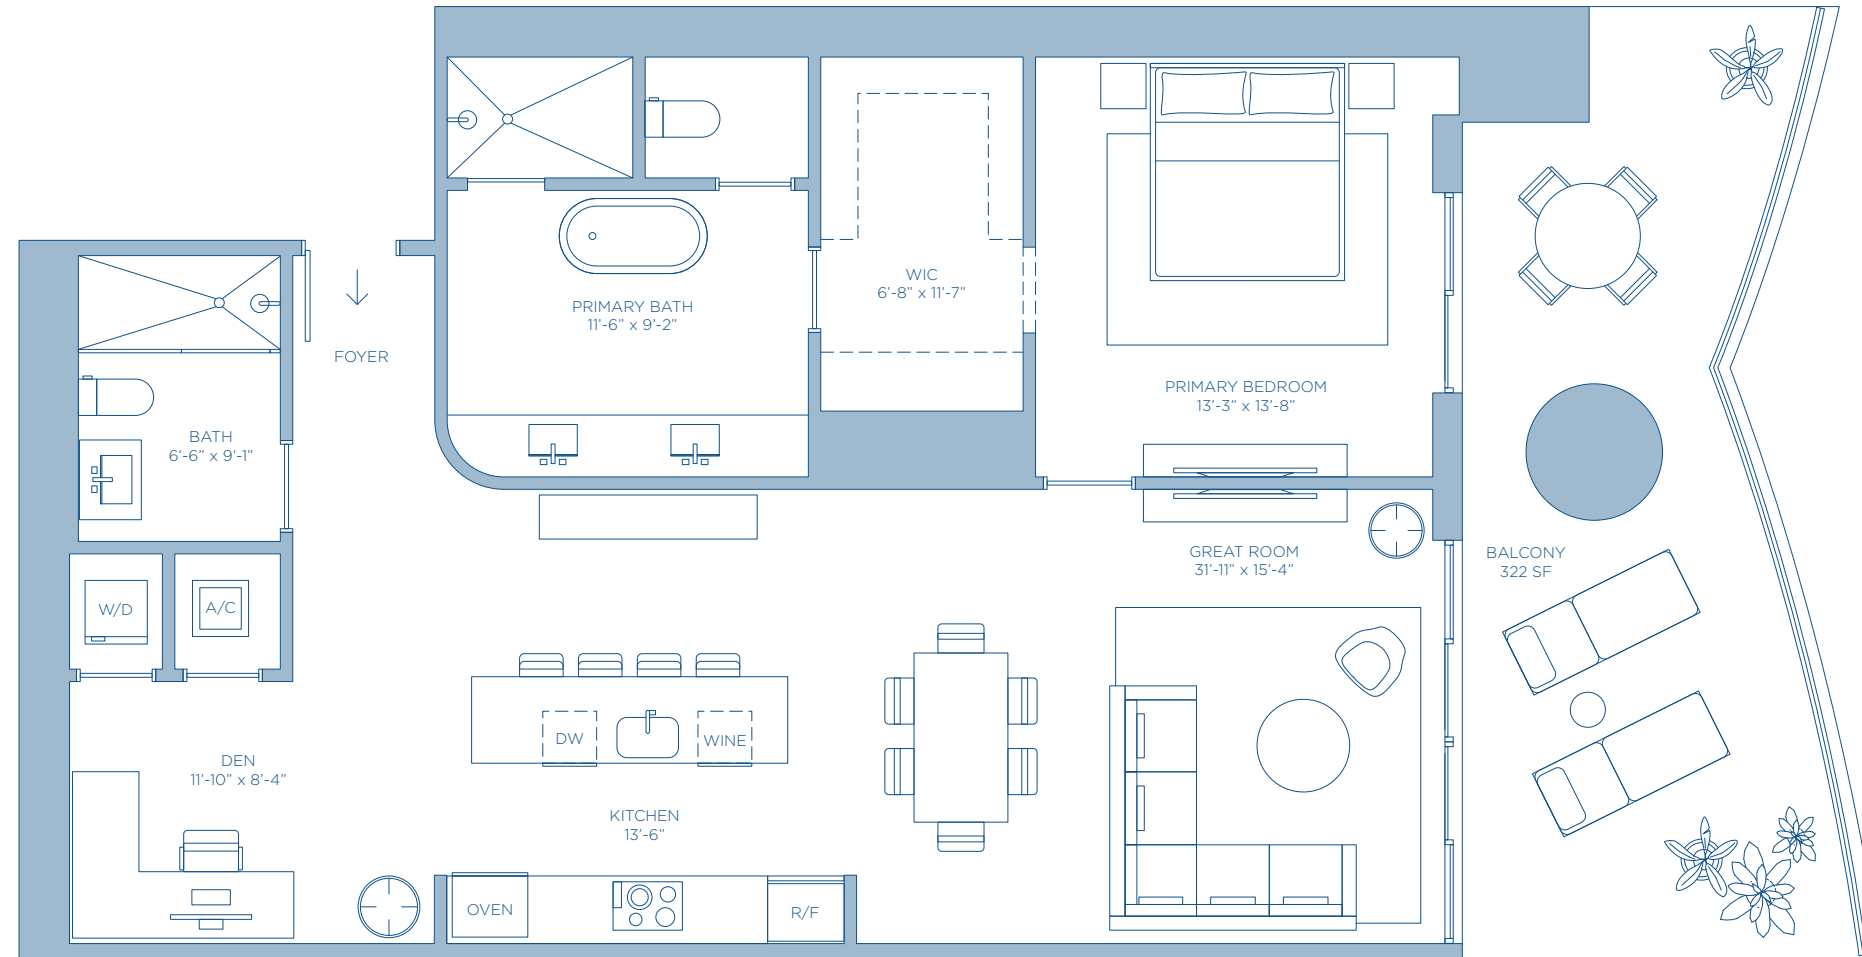 WIC
6'-8" x 11'-7"
PRIMARY BATH
11'-6" x 9'-2"
FOYER
PRIMARY BEDROOM
13'-3" x 13'-8"
BATH
6'-6" x 9'-1"
GREAT ROOM
31'-11" x 15'-4"
BALCONY
322 SF
W/D
A/C
DW
WINE
DEN
11'-10" x 8'-4"
KITCHEN
13'-6"
OVEN
R/F